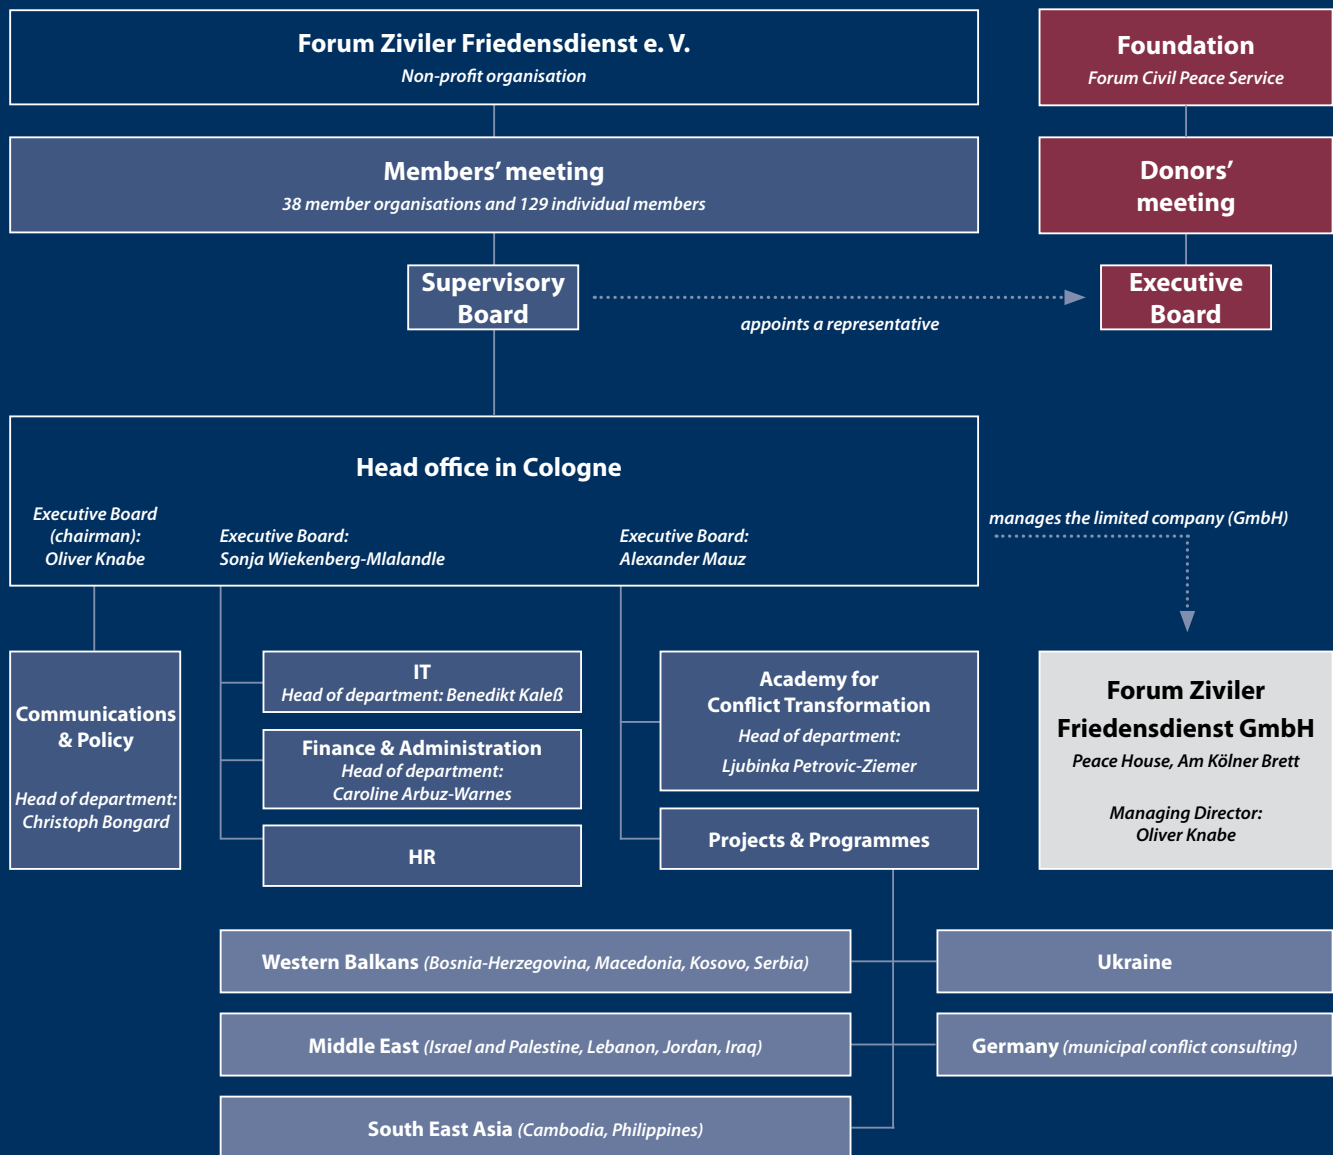 Forum Ziviler Friedensdienst e. V.
Non-profit organisation
Foundation
Forum Civil Peace Service
Members’ meeting
38 member organisations and 129 individual members
Donors’
meeting
Supervisory
Board
appoints a representative
Executive
Board
Head office in Cologne
Executive Board
(chairman):
Oliver Knabe
Executive Board:
Sonja Wiekenberg-Mlalandle
Executive Board:
Alexander Mauz
manages the limited company (GmbH)
Communications
& Policy
Head of department:
Christoph Bongard
IT
Head of department: Benedikt Kaleß
Finance & Administration
Head of department:
Caroline Arbuz-Warnes
HR
Academy for
Conflict Transformation
Head of department:
Ljubinka Petrovic-Ziemer
Projects & Programmes
Forum Ziviler
Friedensdienst GmbH
Peace House, Am Kölner Brett
Managing Director:
Oliver Knabe
Western Balkans (Bosnia-Herzegovina, Macedonia, Kosovo, Serbia)
Ukraine
Middle East (Israel and Palestine, Lebanon, Jordan, Iraq)
Germany (municipal conflict consulting)
South East Asia (Cambodia, Philippines)